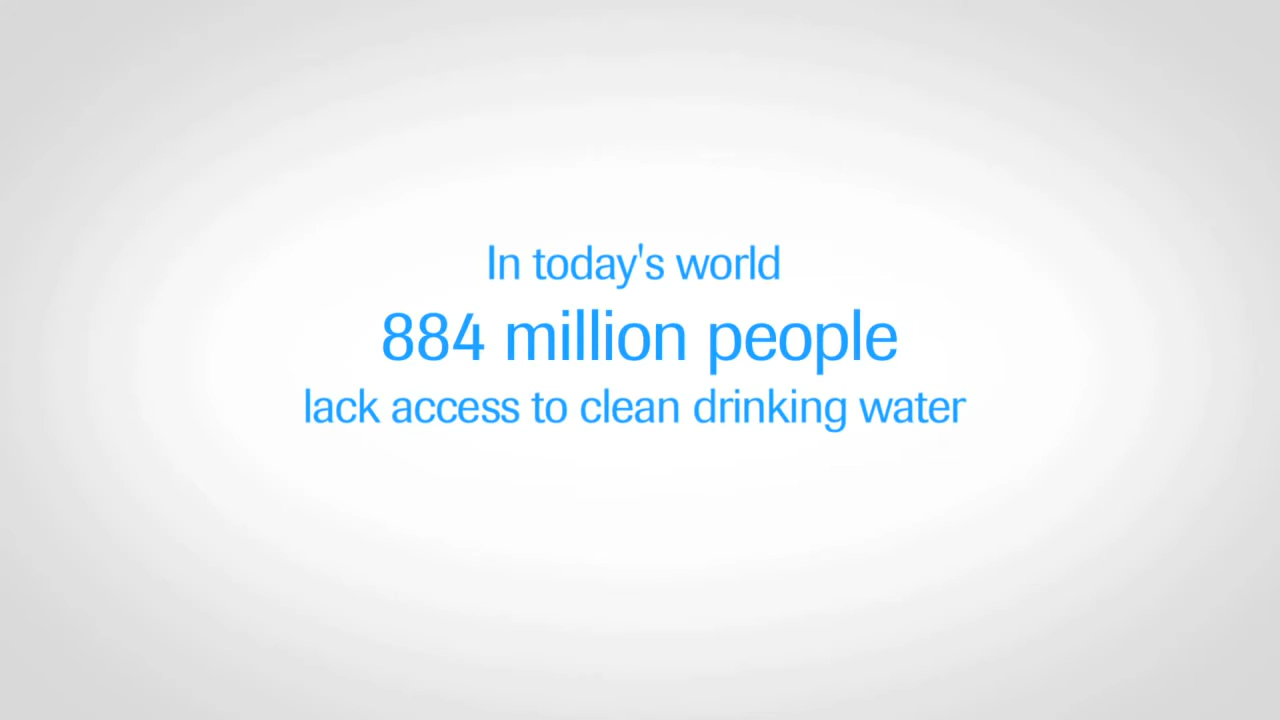 In today's world
884 million people
lack access to clean drinking water